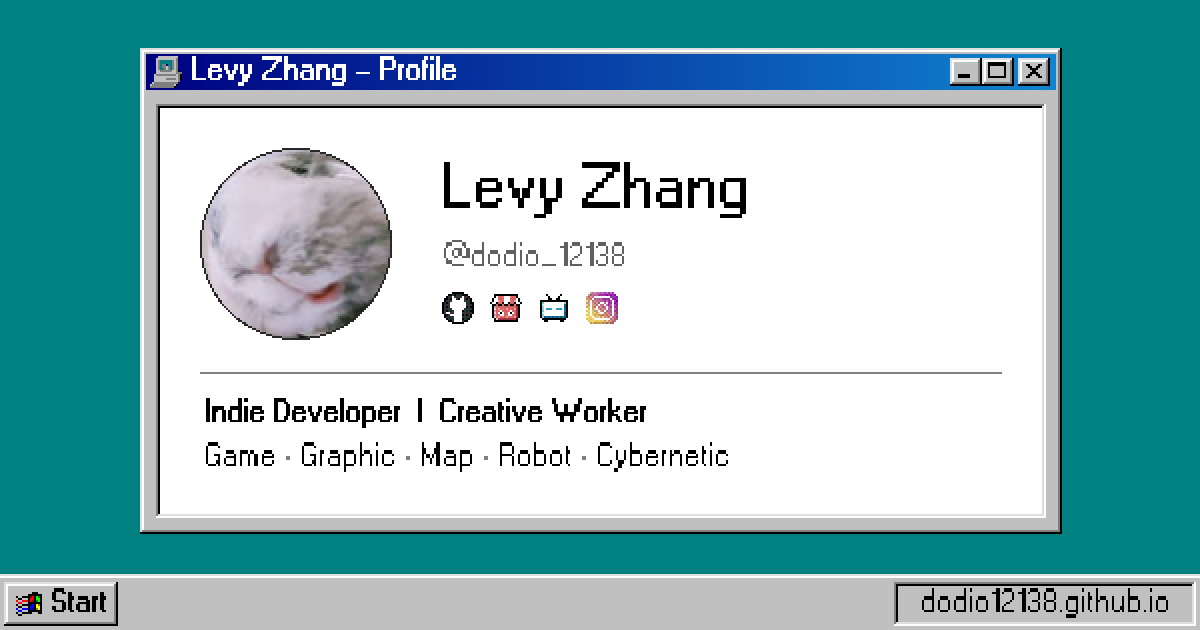 Levy Zhang – Profile
Levy Zhang
@dodio_12138
Indie Developer | Creative Worker
Game · Graphic · Map · Robot · Cybernetic
Start
dodio12138.github.io